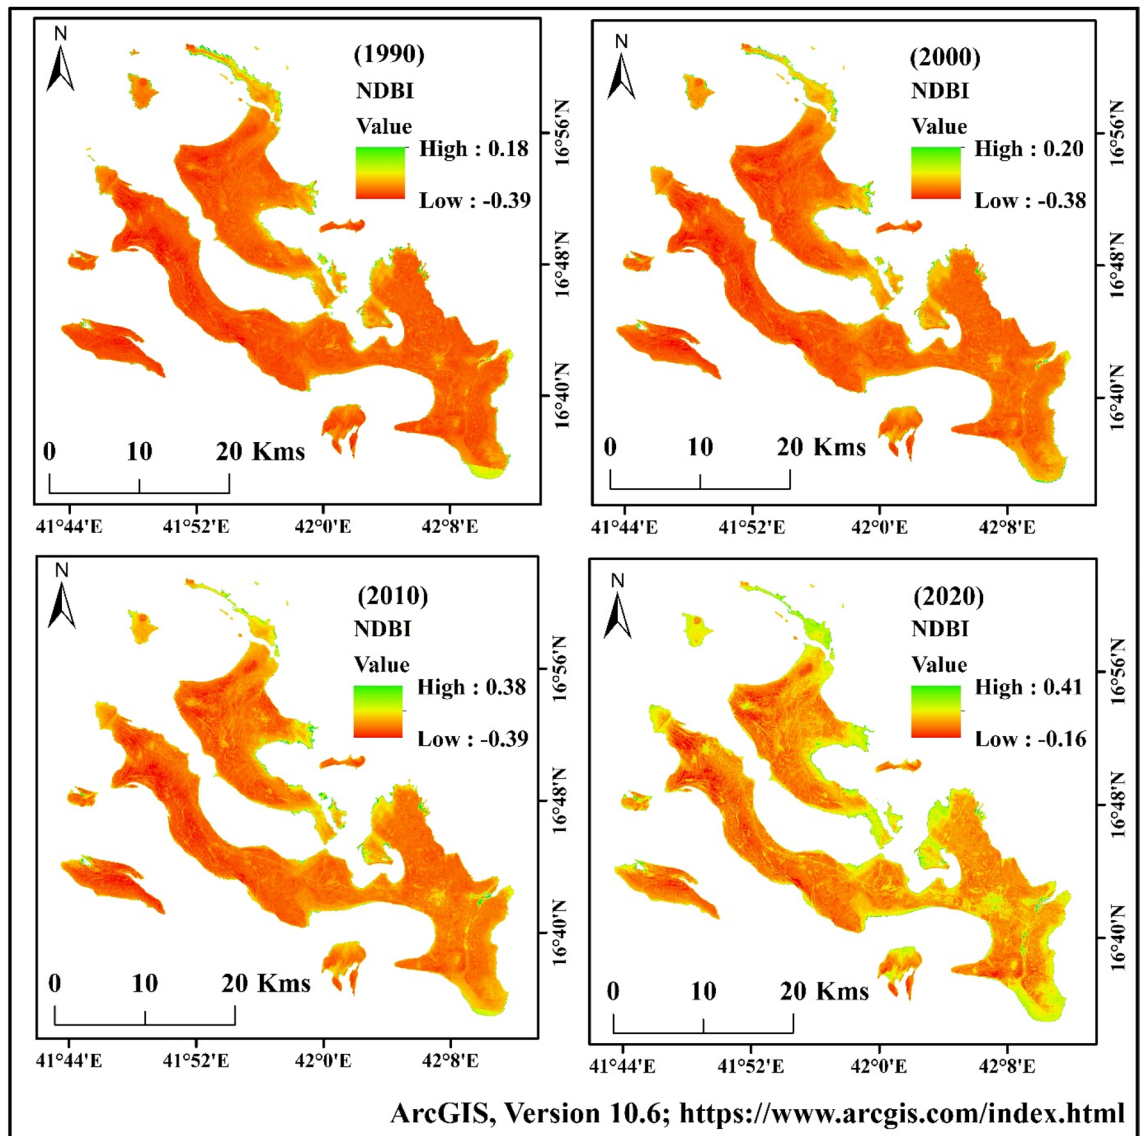 N
(1990)
NDBI
Value
High : 0.18
Low : -0.39
0 10 20 Kms
41°44'E 41°52'E 42°0'E 42°8'E
16°56'N
16°48'N
16°40'N
N
(2000)
NDBI
Value
High : 0.20
Low : -0.38
0 10 20 Kms
41°44'E 41°52'E 42°0'E 42°8'E
16°56'N
16°48'N
16°40'N
N
(2010)
NDBI
Value
High : 0.38
Low : -0.39
0 10 20 Kms
41°44'E 41°52'E 42°0'E 42°8'E
16°56'N
16°48'N
16°40'N
N
(2020)
NDBI
Value
High : 0.41
Low : -0.16
0 10 20 Kms
41°44'E 41°52'E 42°0'E 42°8'E
16°56'N
16°48'N
16°40'N
ArcGIS, Version 10.6; https://www.arcgis.com/index.html